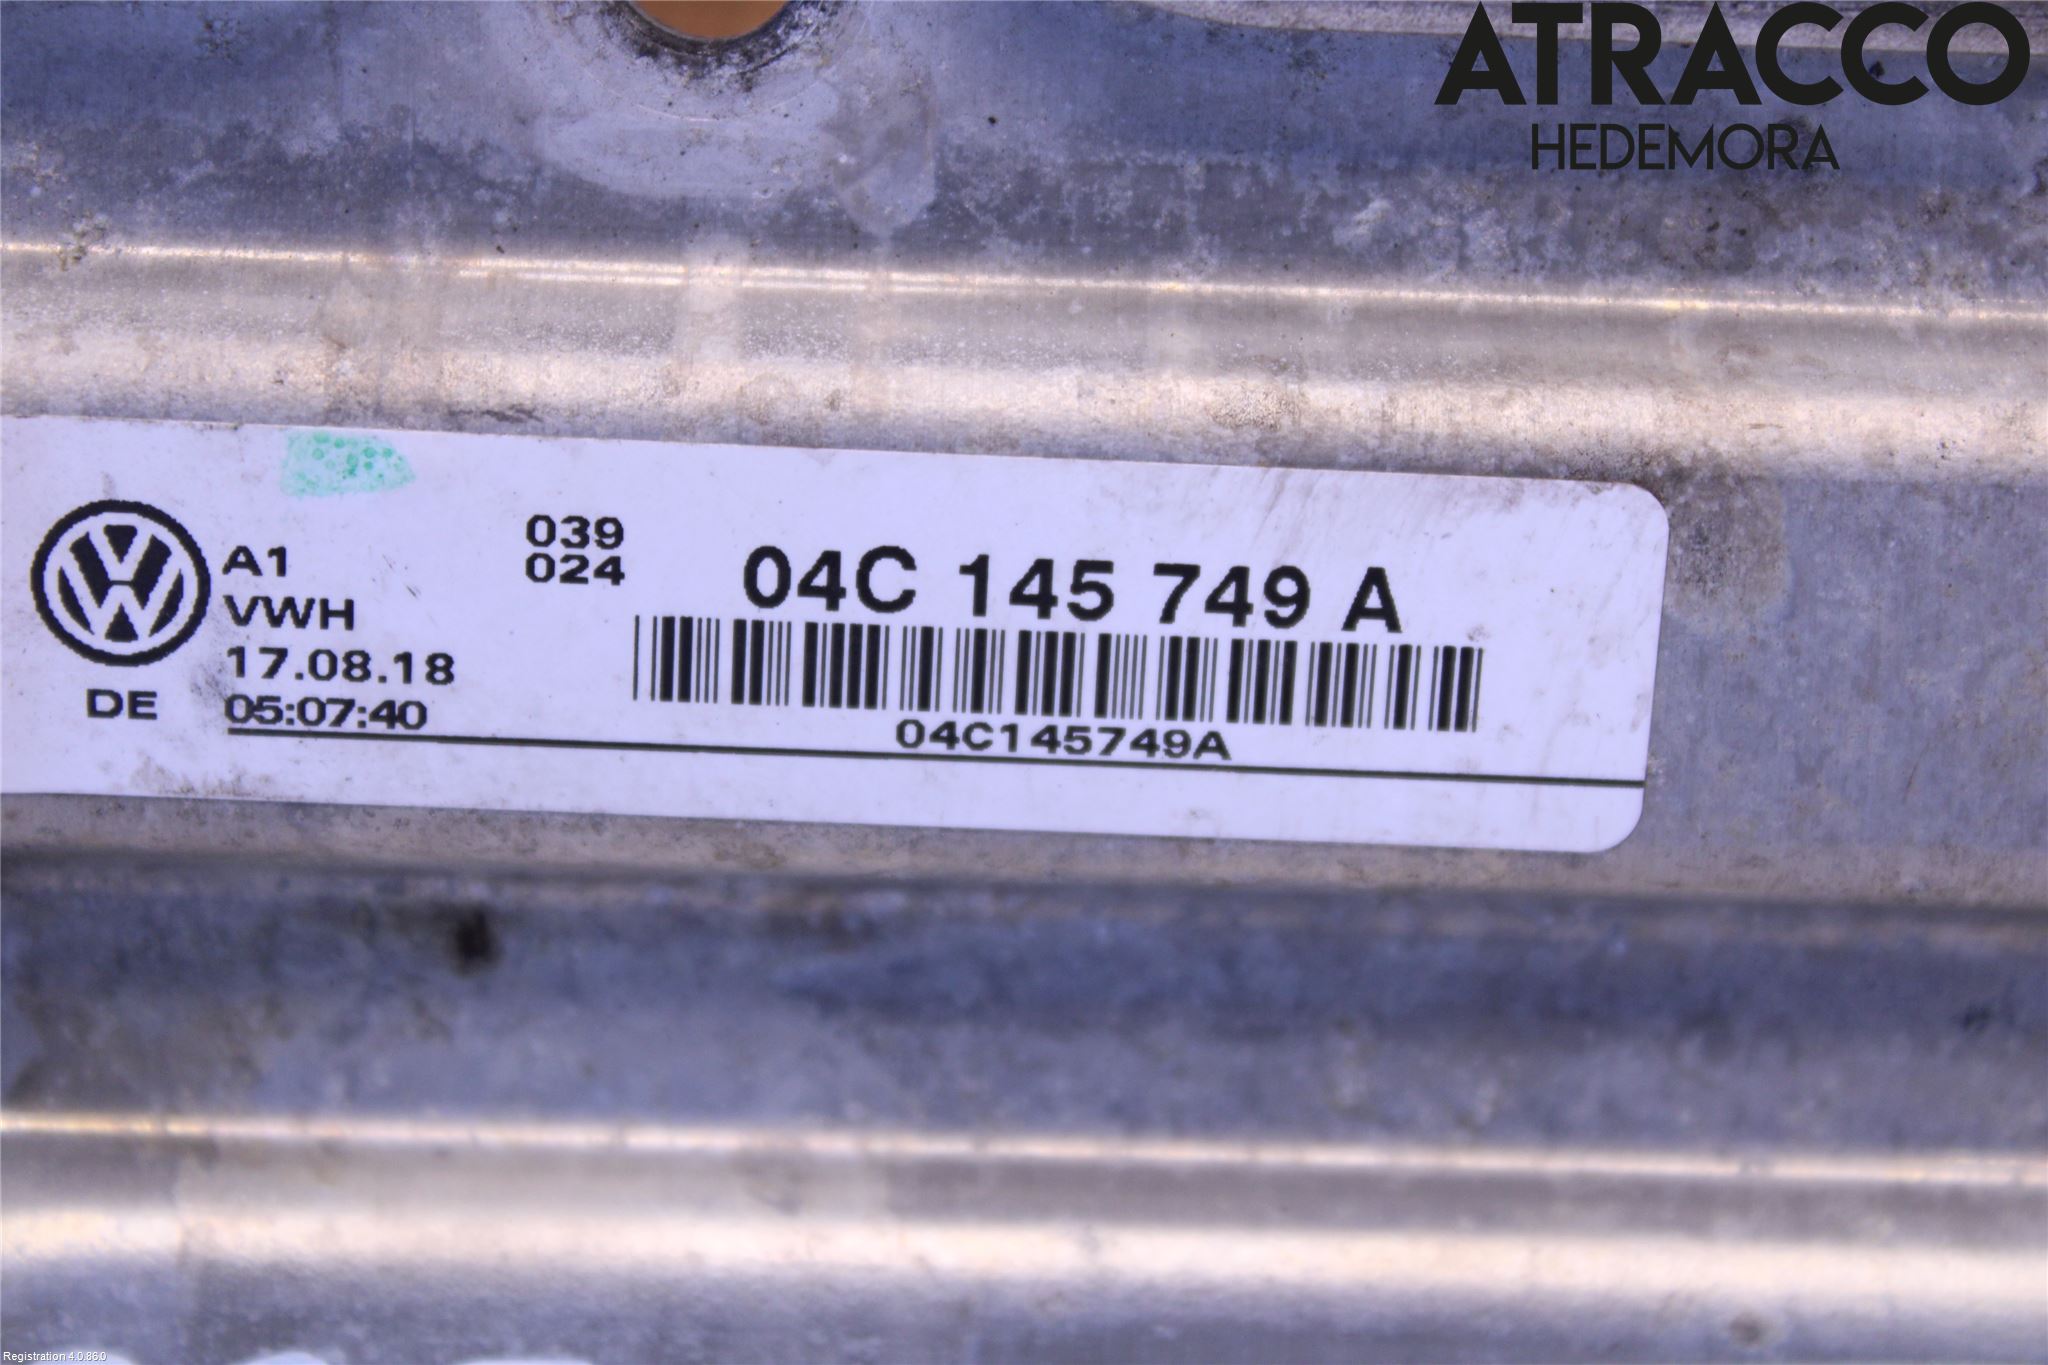 ATRACCO
HEDEMORA
A1
VWH
17.08.18
05:07:40
DE
039
024
04C 145 749 A
04C145749A
Registration 4.0.86.0